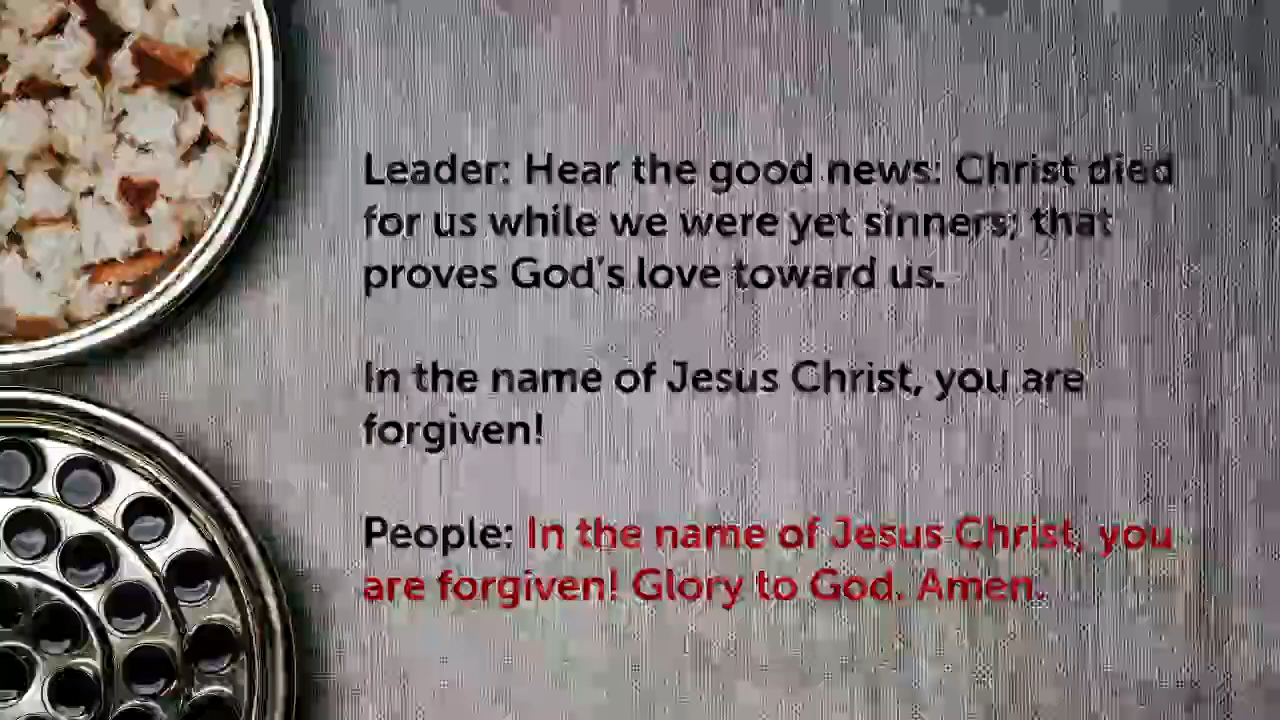 Leader: Hear the good news: Christ died
for us while we were yet sinners; that
proves God's love toward us.
In the name of Jesus Christ, you are
forgiven!
People: In the name of Jesus Christ, you
are forgiven! Glory to God. Amen.